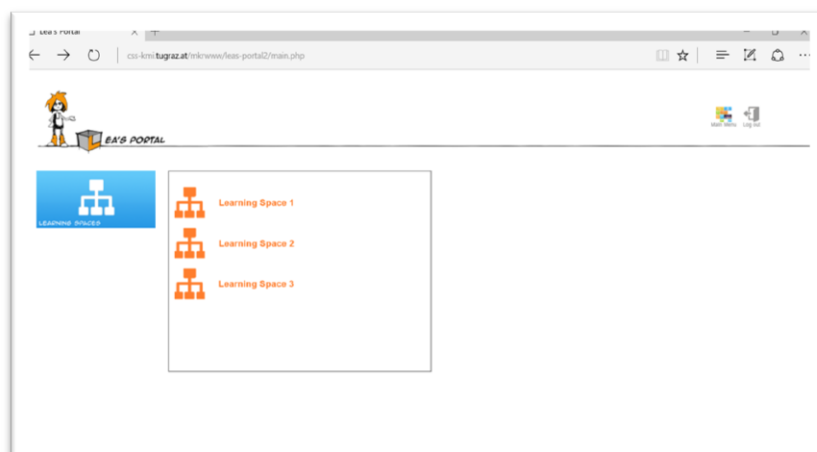 Lea's Portal
css-kmi.tugraz.at/mkrwww/leas-portal2/main.php
Main Menu Log out
EA'S PORTAL
LEARNING SPACES
Learning Space 1
Learning Space 2
Learning Space 3